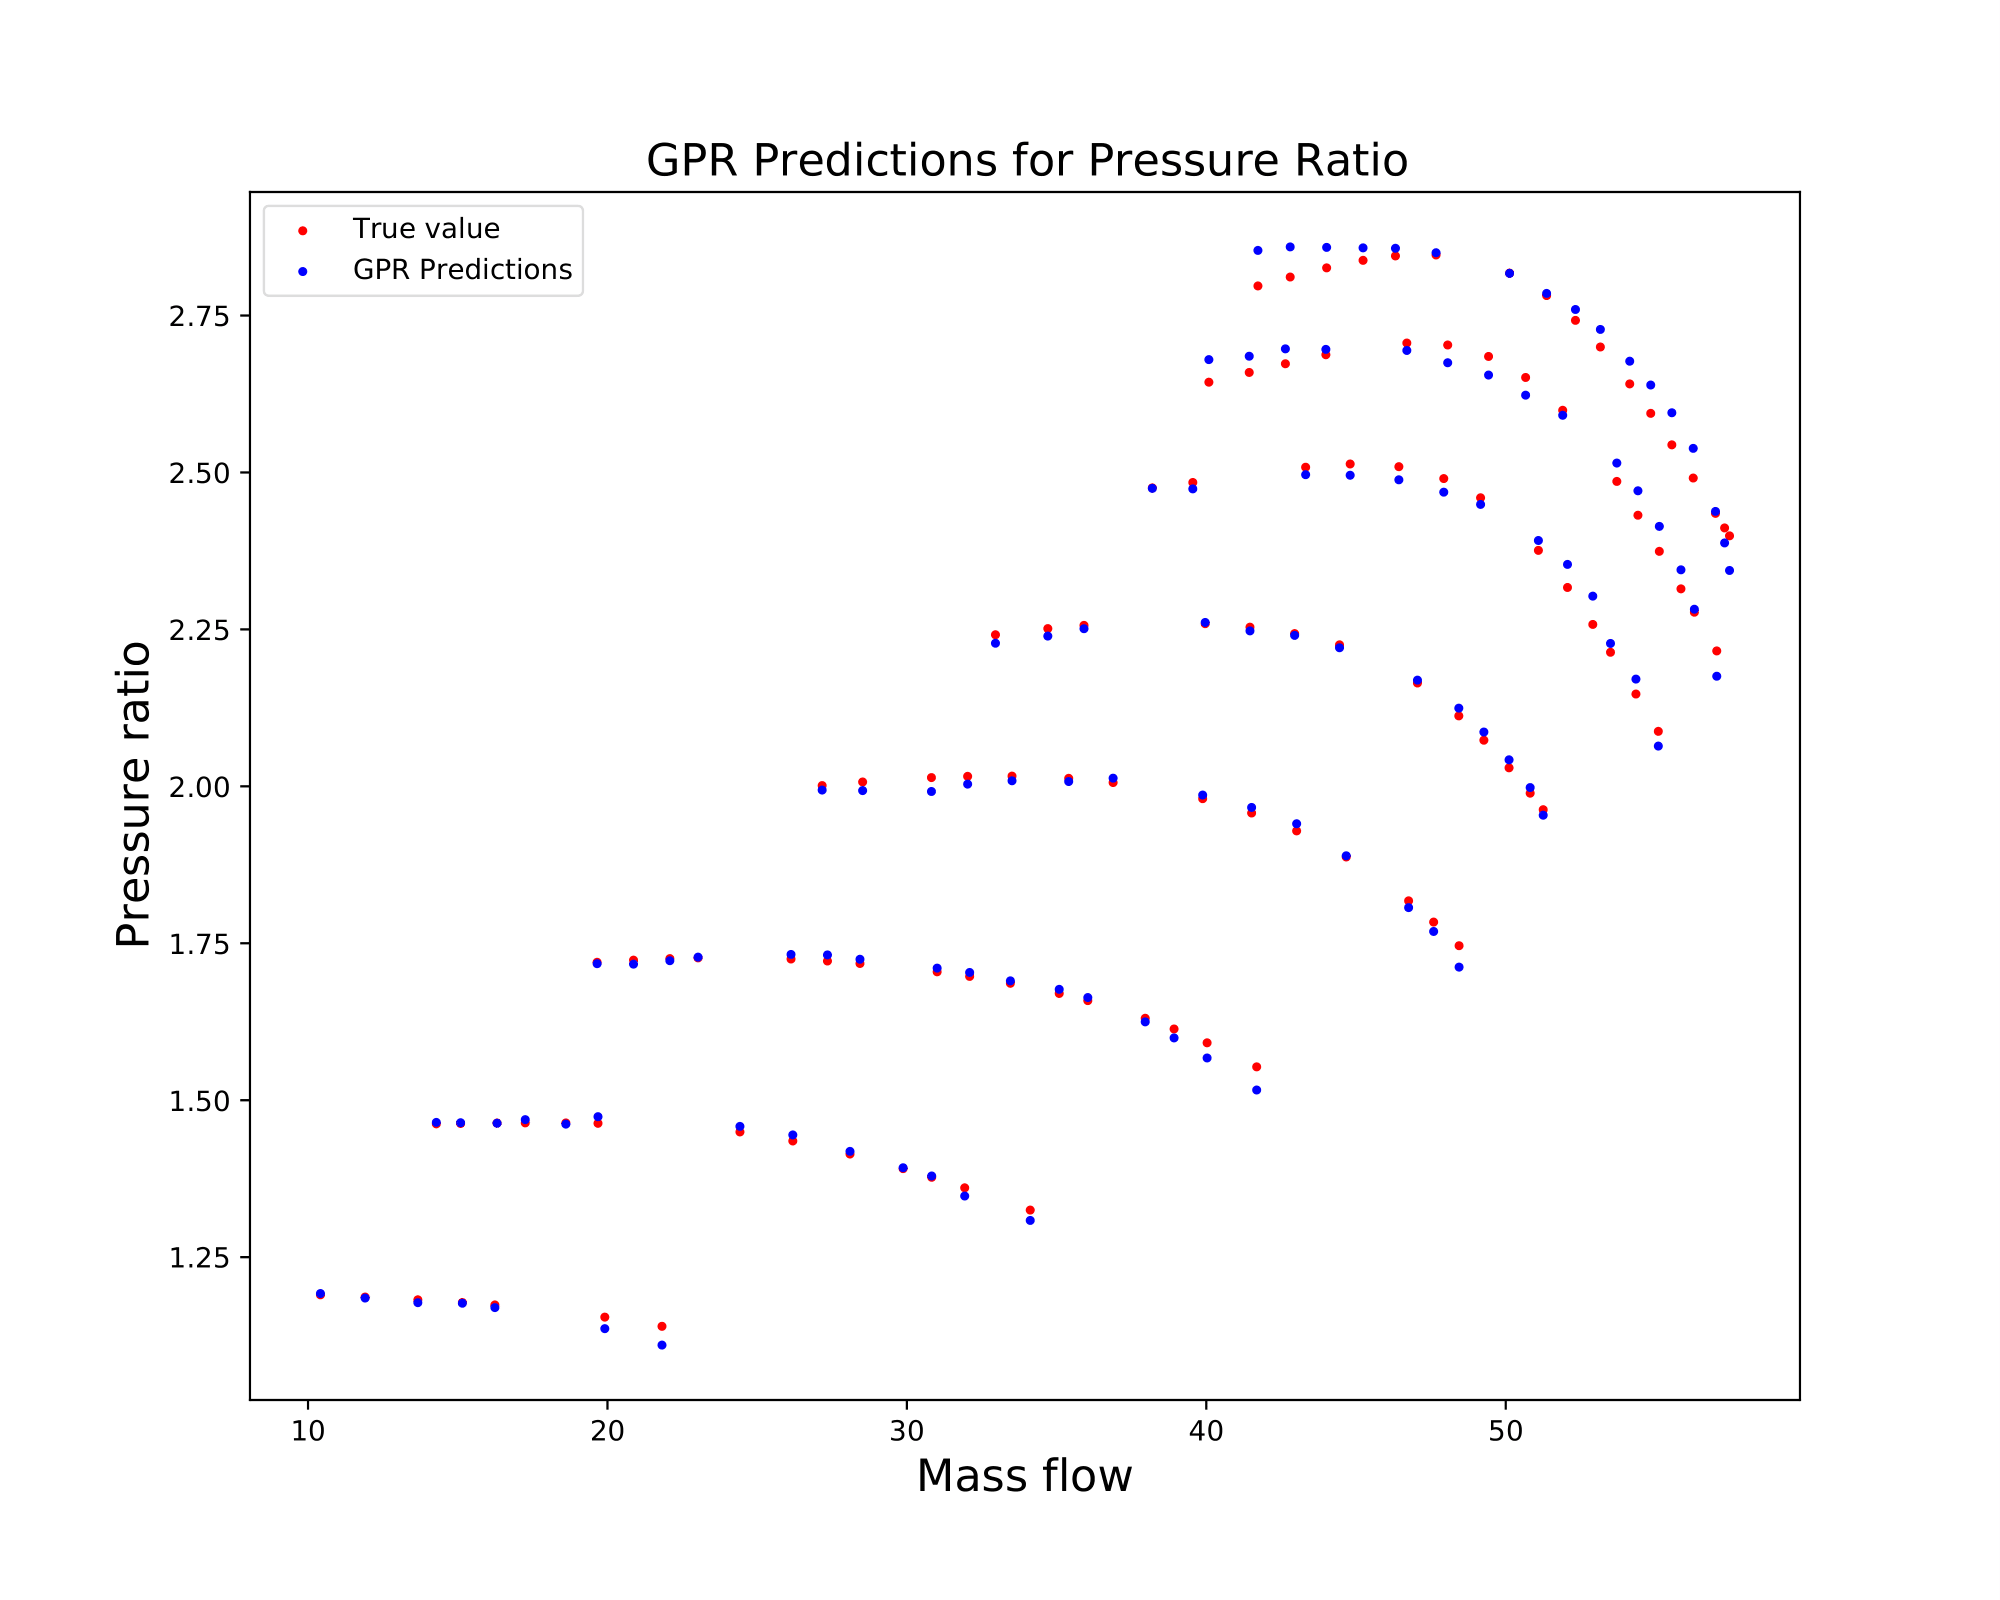 GPR Predictions for Pressure Ratio
True value
GPR Predictions
2.75
2.50
2.25
2.00
1.75
1.50
1.25
Pressure ratio
10 20 30 40 50
Mass flow